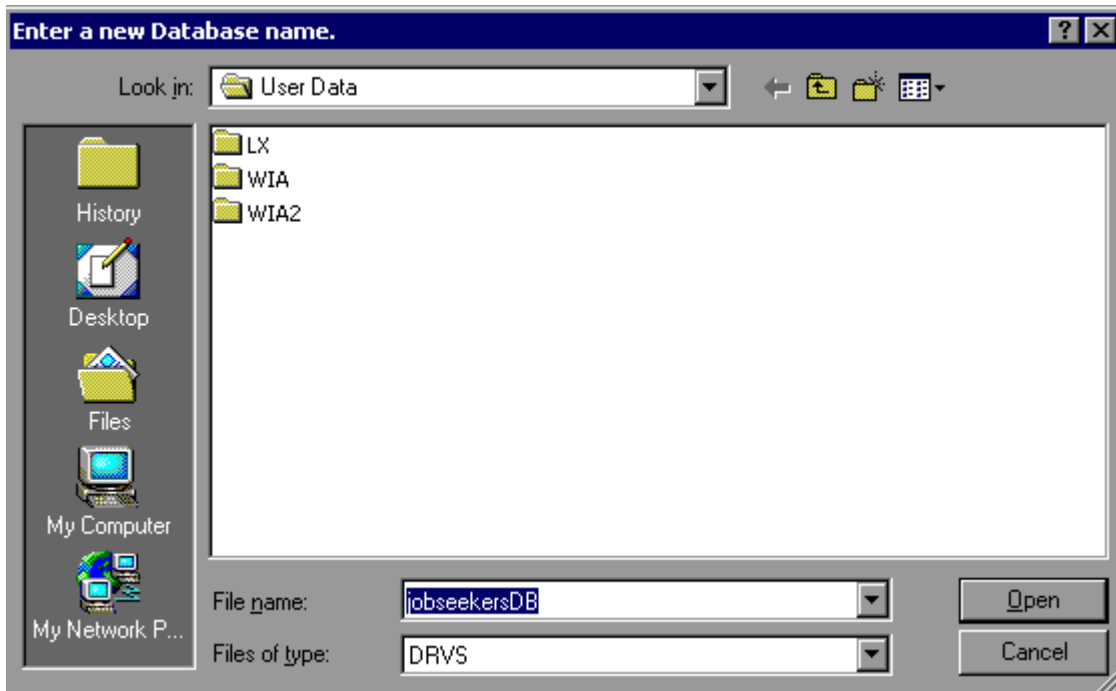 Enter a new Database name.
Look in: User Data
LX
WIA
WIA2
History
Desktop
Files
My Computer
My Network P...
File name: jobseekersDB Open
Files of type: DRVS Cancel